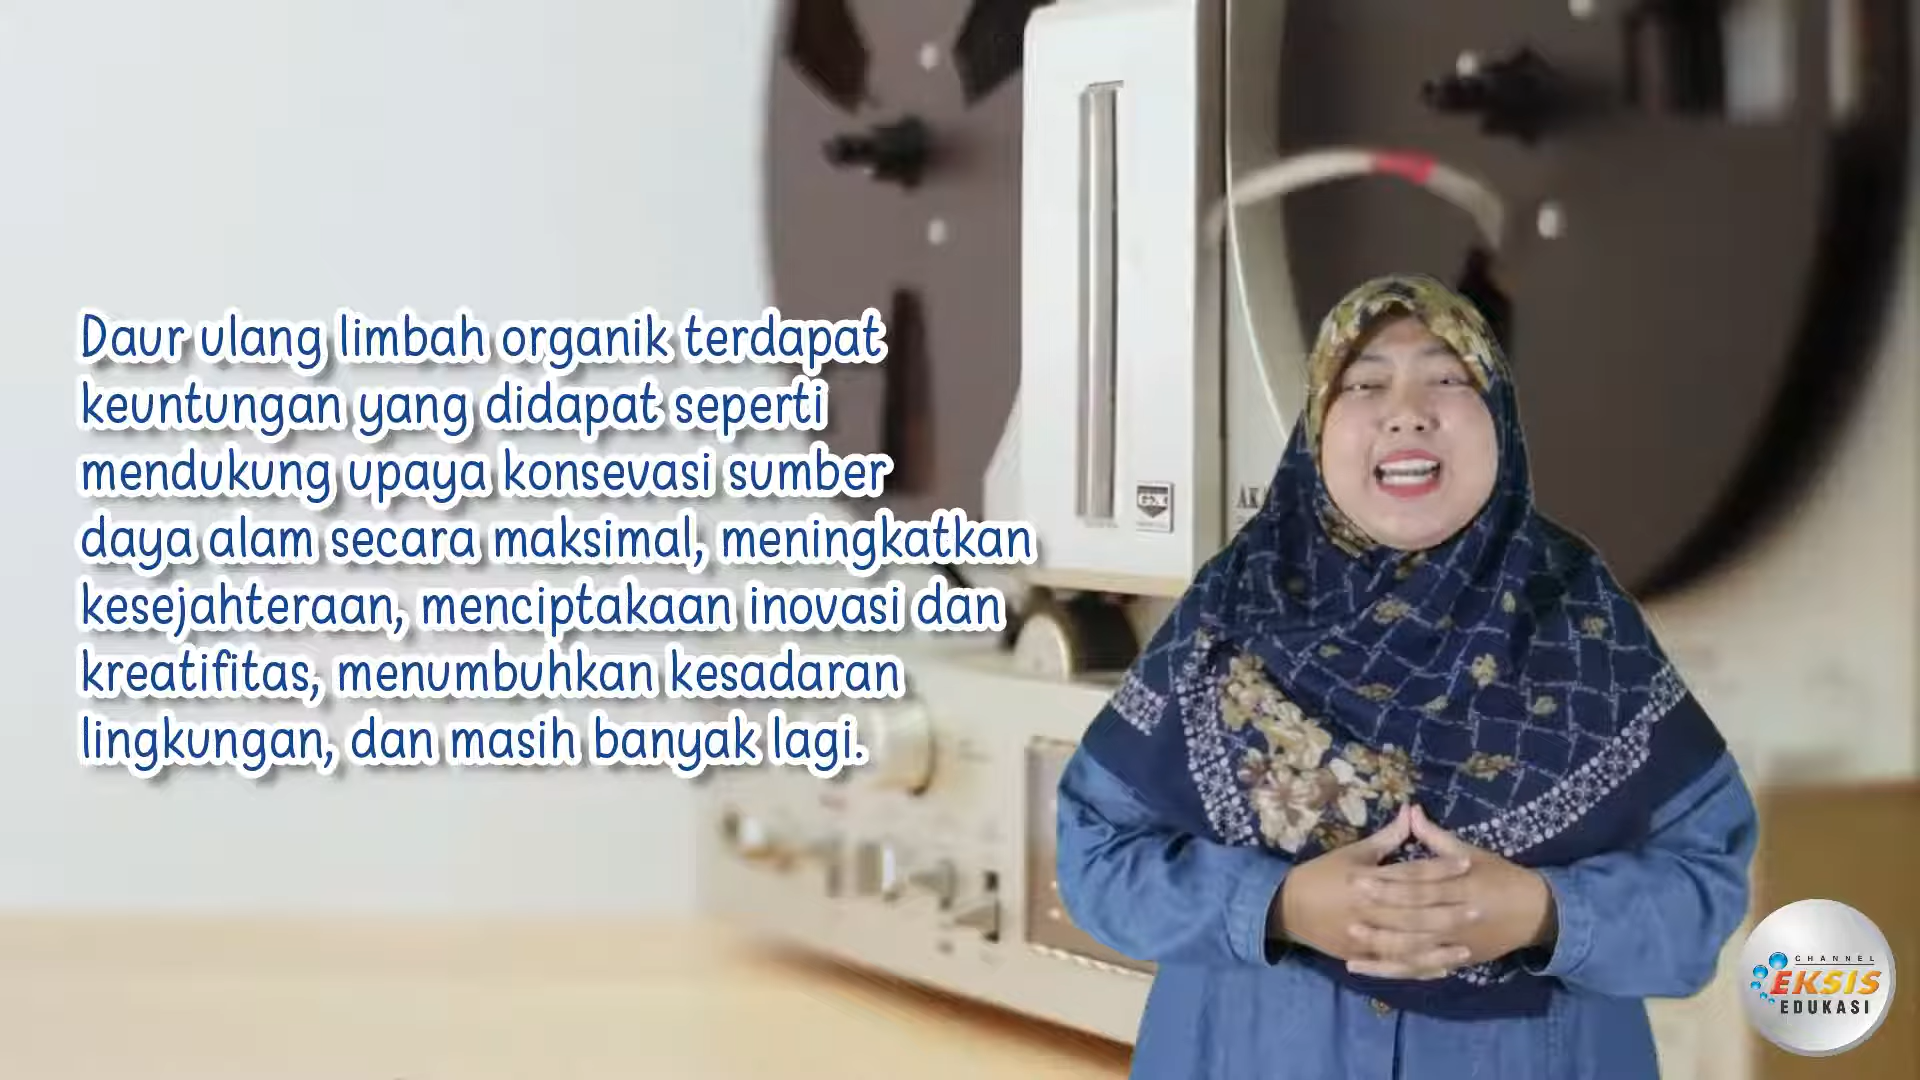 Daur ulang limbah organik terdapat
keuntungan yang didapat seperti
mendukung upaya konsevasi sumber
daya alam secara maksimal, meningkatkan
kesejahteraan, menciptakaan inovasi dan
kreatifitas, menumbuhkan kesadaran
lingkungan, dan masih banyak lagi.
CHANNEL
EKSIS
EDUKASI